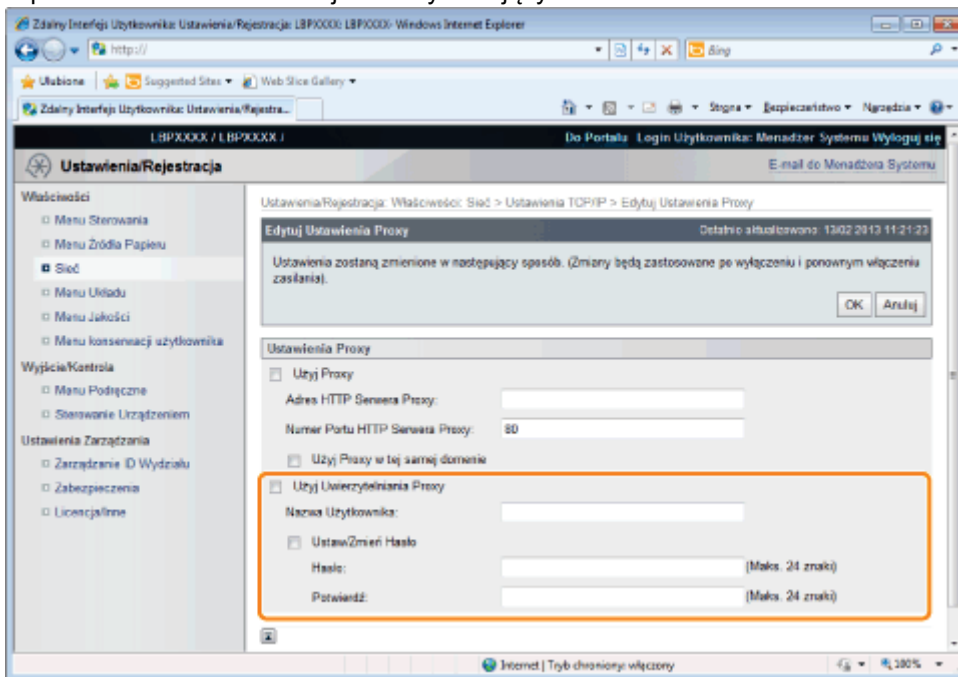 Zdalny Interfejs Użytkownika: Ustawienia/Rejestracja: LBPXXXX: LBPXXXX - Windows Internet Explorer
http://
Bing
Ulubione Suggested Sites Web Slice Gallery
Zdalny Interfejs Użytkownika: Ustawienia/Rejestra...
Strona Bezpieczeństwo Narzędzia
LBPXXXX / LBPXXXX /
Do Portalu Login Użytkownika: Menadżer Systemu Wyloguj się
Ustawienia/Rejestracja
E-mail do Menadżera Systemu
Właściwości
Menu Sterowania
Menu Źródła Papieru
Sieć
Menu Układu
Menu Jakości
Menu konserwacji użytkownika
Wyjście/Kontrola
Menu Podręczne
Sterowanie Urządzeniem
Ustawienia Zarządzania
Zarządzanie ID Wydziału
Zabezpieczenia
Licencja/Inne
Ustawienia/Rejestracja: Właściwości: Sieć > Ustawienia TCP/IP > Edytuj Ustawienia Proxy
Edytuj Ustawienia Proxy
Ostatnio aktualizowano: 13/02 2013 11:21:23
Ustawienia zostaną zmienione w następujący sposób. (Zmiany będą zastosowane po wyłączeniu i ponownym włączeniu
zasilania).
OK Anuluj
Ustawienia Proxy
Użyj Proxy
Adres HTTP Serwera Proxy:
Numer Portu HTTP Serwera Proxy: 80
Użyj Proxy w tej samej domenie
Użyj Uwierzytelniania Proxy
Nazwa Użytkownika:
Ustaw/Zmień Hasło
Hasło: (Maks. 24 znaki)
Potwierdź: (Maks. 24 znaki)
Internet | Tryb chroniony: włączony
100%